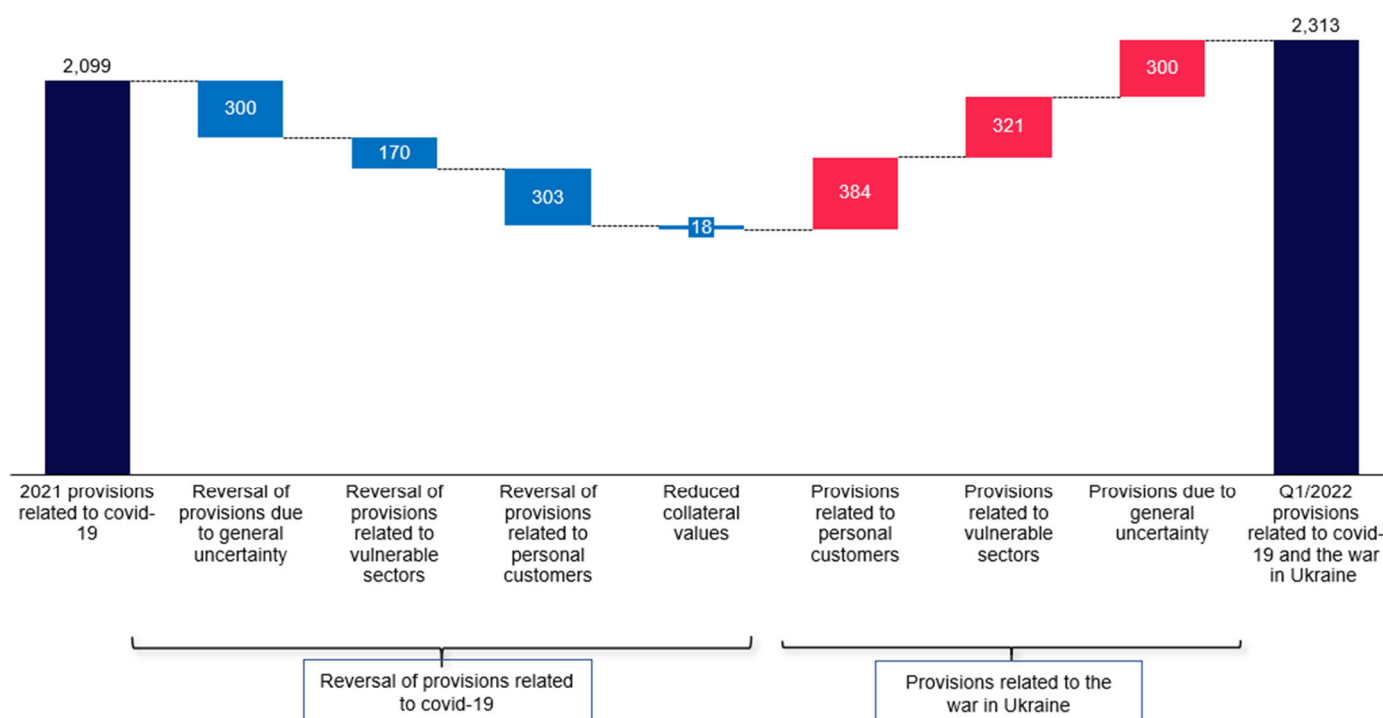 2,099
300
170
303
18
384
321
300
2,313
2021 provisions
related to covid-
19
Reversal of
provisions due
to general
uncertainty
Reversal of
provisions
related to
vulnerable
sectors
Reversal of
provisions
related to
personal
customers
Reduced
collateral
values
Provisions
related to
personal
customers
Provisions
related to
vulnerable
sectors
Provisions due to
general
uncertainty
Q1/2022
provisions
related to covid-
19 and the war
in Ukraine
Reversal of provisions related
to covid-19
Provisions related to the
war in Ukraine